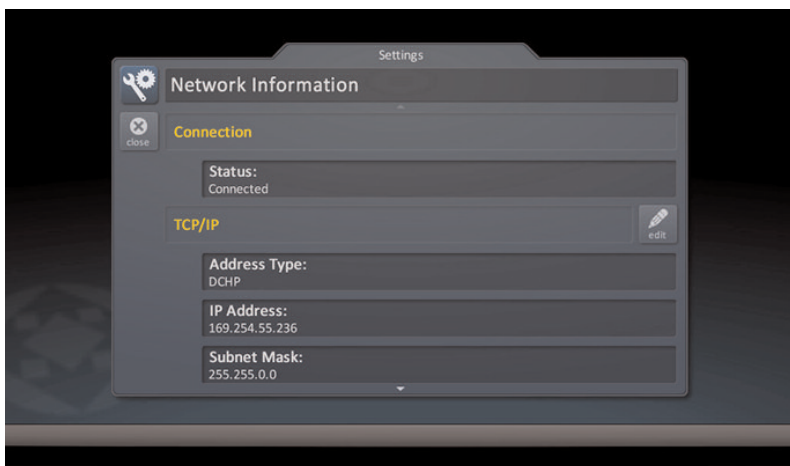 Settings
Network Information
close
Connection
Status:
Connected
TCP/IP
edit
Address Type:
DCHP
IP Address:
169.254.55.236
Subnet Mask:
255.255.0.0